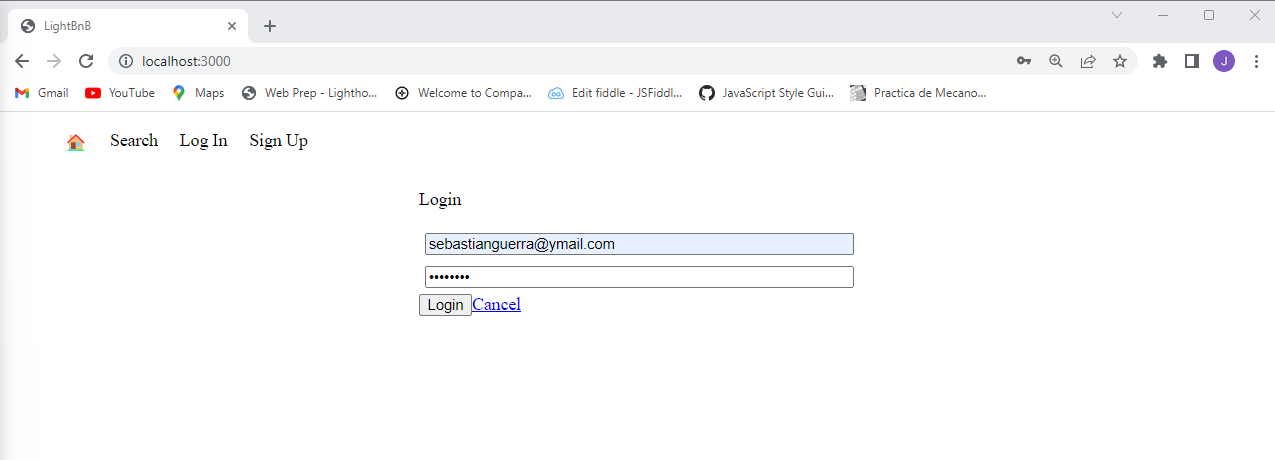 LightBnB
localhost:3000
J
Gmail YouTube Maps Web Prep - Lightho... Welcome to Compa... Edit fiddle - JSFiddl... JavaScript Style Gui... Practica de Mecano...
Search Log In Sign Up
Login
sebastianguerra@ymail.com
••••••••
Login Cancel